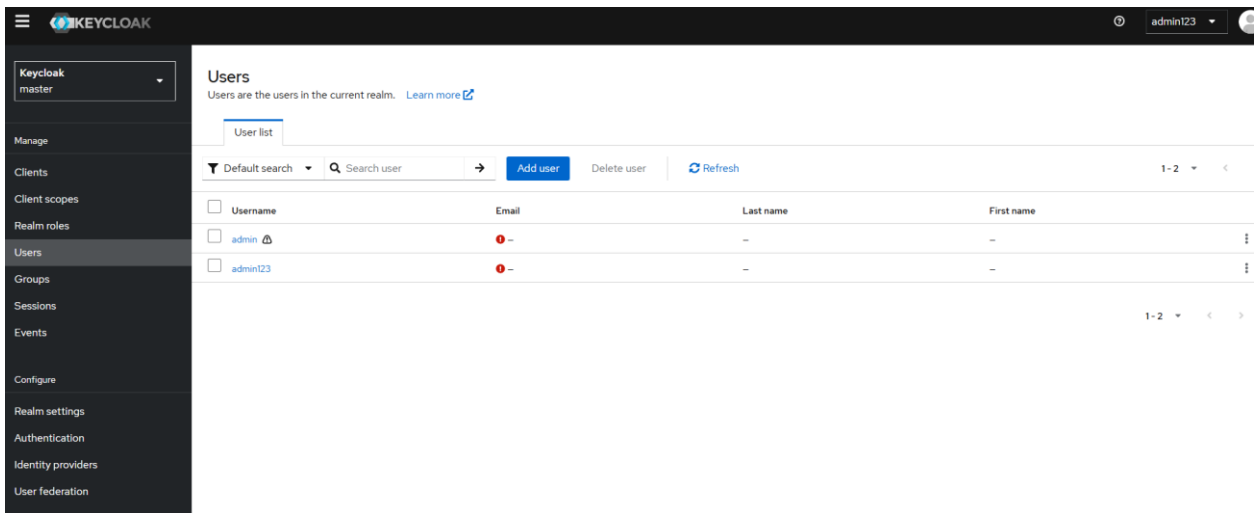 KEYCLOAK
admin123
Keycloak
master
Manage
Clients
Client scopes
Realm roles
Users
Groups
Sessions
Events
Configure
Realm settings
Authentication
Identity providers
User federation
Users
Users are the users in the current realm. Learn more
User list
Default search Search user Add user Delete user Refresh 1-2
Username Email Last name First name
admin – – –
admin123 – – –
1-2